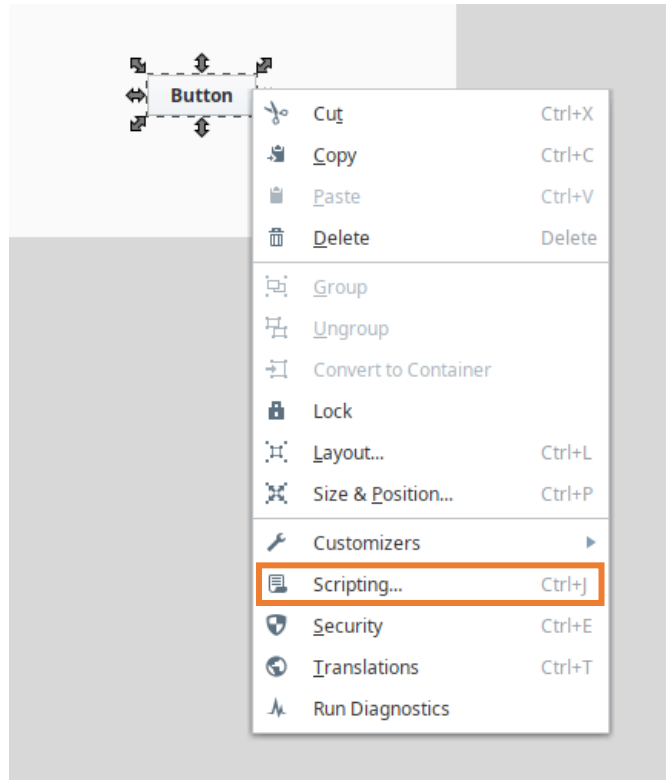 Button
Cut Ctrl+X
Copy Ctrl+C
Paste Ctrl+V
Delete Delete
Group
Ungroup
Convert to Container
Lock
Layout... Ctrl+L
Size & Position... Ctrl+P
Customizers
Scripting... Ctrl+J
Security Ctrl+E
Translations Ctrl+T
Run Diagnostics